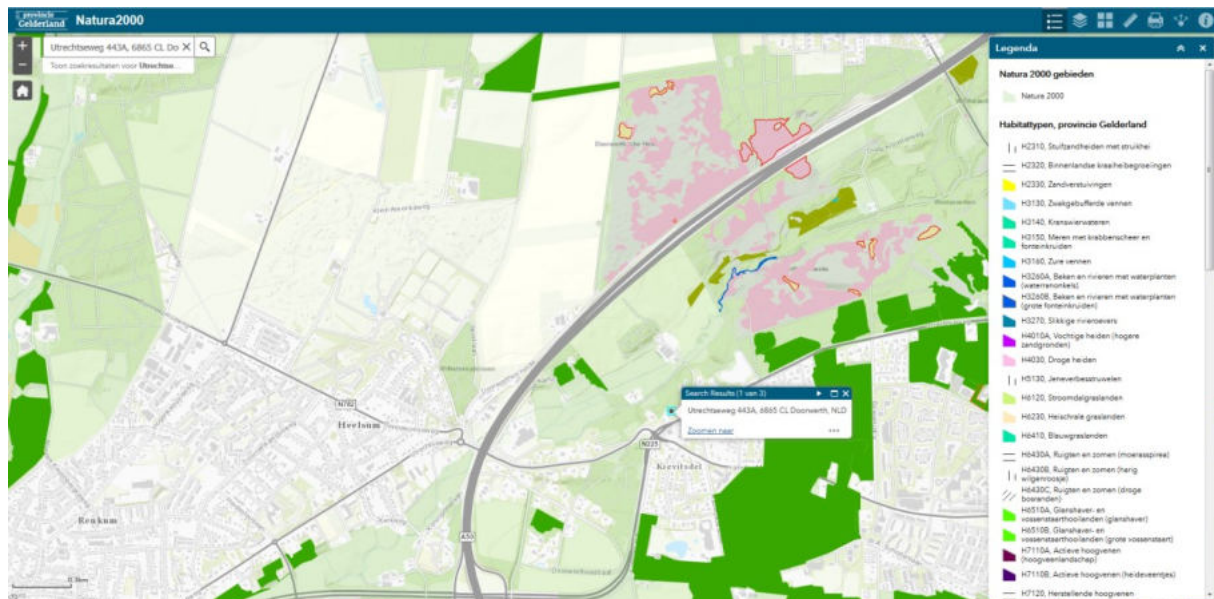 provincie
Gelderland
Natura2000
Utrechtseweg 443A, 6865 CL Do
Toon zoekresultaten voor Utrechtse...
Legenda
Natura 2000 gebieden
Natura 2000
Habitattypen, provincie Gelderland
H2310, Stuifzandheiden met struikhei
H2320, Binnenlandse kraaiheibegroeiingen
H2330, Zandverstuivingen
H3130, Zwakgebufferde vennen
H3140, Kranswierwateren
H3150, Meren met krabbenscheer en
fonteinkruiden
H3160, Zure vennen
H3260A, Beken en rivieren met waterplanten
(waterranonkels)
H3260B, Beken en rivieren met waterplanten
(grote fonteinkruiden)
H3270, Slikkige rivieroevers
H4010A, Vochtige heiden (hogere
zandgronden)
H4030, Droge heiden
H5130, Jeneverbesstruwelen
H6120, Stroomdalgraslanden
H6230, Heischrale graslanden
H6410, Blauwgraslanden
H6430A, Ruigten en zomen (moerasspirea)
H6430B, Ruigten en zomen (harig
wilgenroosje)
H6430C, Ruigten en zomen (droge
bosranden)
H6510A, Glanshaver- en
vossenstaarthooilanden (glanshaver)
H6510B, Glanshaver- en
vossenstaarthooilanden (grote vossenstaart)
H7110A, Actieve hoogvenen
(hoogveenlandschap)
H7110B, Actieve hoogvenen (heideveentjes)
H7120, Herstellende hoogvenen
Search Results (1 van 3)
Utrechtseweg 443A, 6865 CL Doorwerth, NLD
Zoomen naar
N782
Heelsum
N225
Kievitsdel
Renkum
A50
0.3km